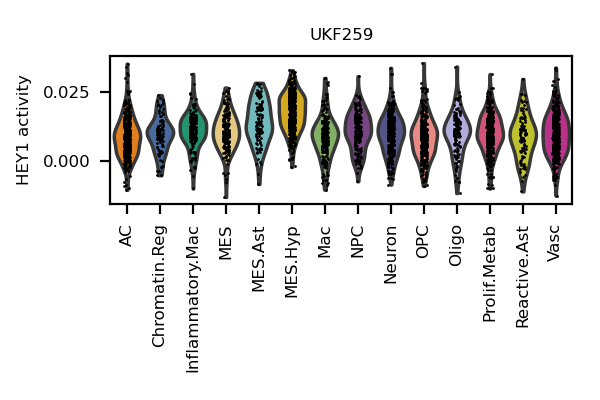 UKF259
HEY1 activity
0.025
0.000
AC
Chromatin.Reg
Inflammatory.Mac
MES
MES.Ast
MES.Hyp
Mac
NPC
Neuron
OPC
Oligo
Prolif.Metab
Reactive.Ast
Vasc